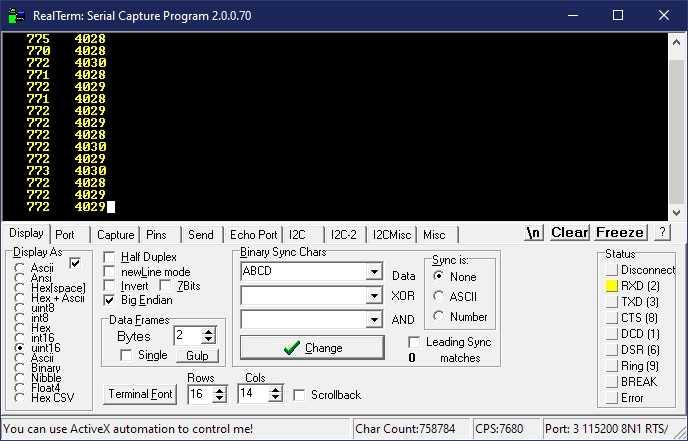 RealTerm: Serial Capture Program 2.0.0.70
775 4028
770 4028
772 4030
771 4028
772 4029
771 4028
772 4029
772 4029
772 4028
772 4030
772 4029
773 4030
772 4028
772 4029
772 4029
Display Port Capture Pins Send Echo Port I2C I2C-2 I2CMisc Misc \n Clear Freeze ?
Display As
Ascii
Ansi
Hex[space]
Hex + Ascii
uint8
int8
Hex
int16
uint16
Ascii
Binary
Nibble
Float4
Hex CSV
Half Duplex
newLine mode
Invert 7Bits
Big Endian
Data Frames
Bytes 2
Single Gulp
Terminal Font
Rows
16
Cols
14
Scrollback
Binary Sync Chars
ABCD Data
XOR
AND
Change
Sync is:
None
ASCII
Number
Leading Sync
0 matches
Status
Disconnect
RXD (2)
TXD (3)
CTS (8)
DCD (1)
DSR (6)
Ring (9)
BREAK
Error
You can use ActiveX automation to control me! Char Count:758784 CPS:7680 Port: 3 115200 8N1 RTS/